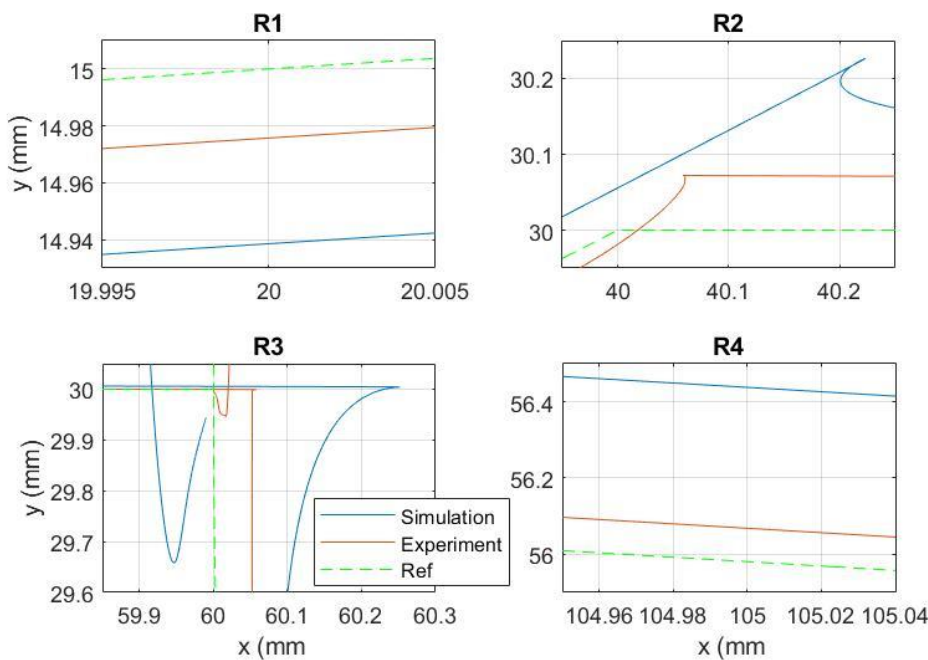 R1
15
14.98
14.96
14.94
y (mm)
19.995 20 20.005
R2
30.2
30.1
30
40 40.1 40.2
R3
30
29.9
29.8
29.7
29.6
y (mm)
59.9 60 60.1 60.2 60.3
x (mm
Simulation
Experiment
Ref
R4
56.4
56.2
56
104.96 104.98 105 105.02 105.04
x (mm